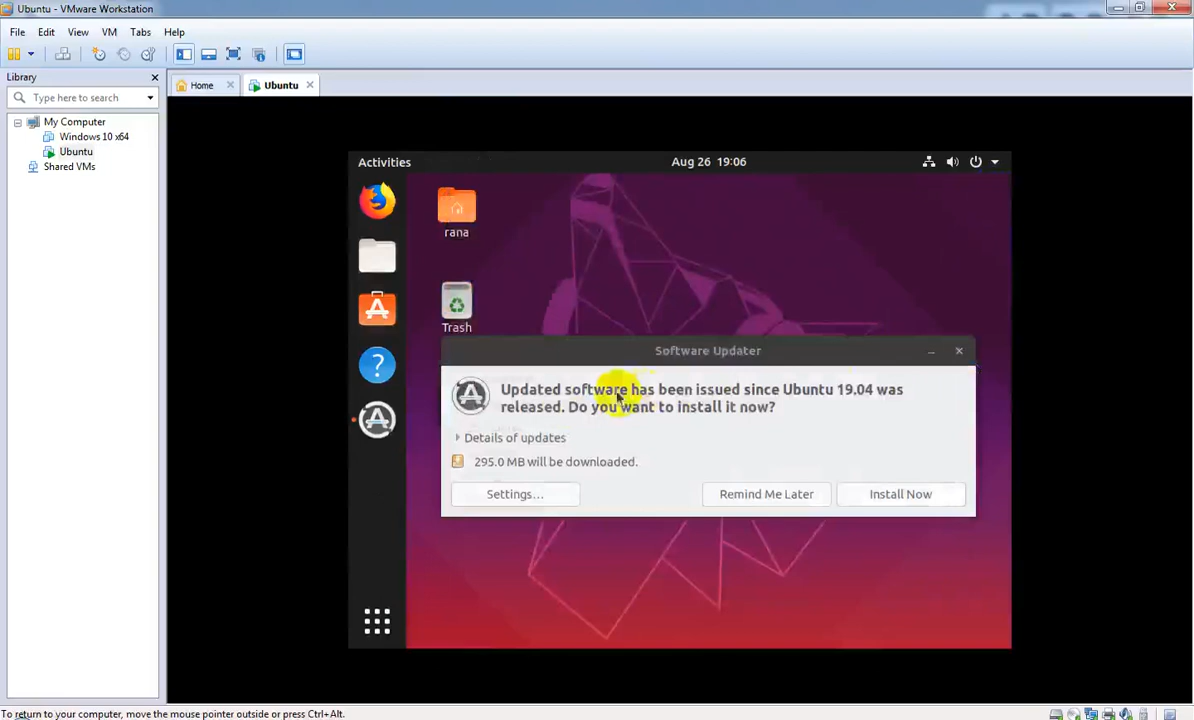 Ubuntu - VMware Workstation
File Edit View VM Tabs Help
Library
Home
Ubuntu
Type here to search
My Computer
Windows 10 x64
Ubuntu
Shared VMs
Activities
Aug 26 19:06
rana
Trash
Software Updater
Updated software has been issued since Ubuntu 19.04 was
released. Do you want to install it now?
Details of updates
295.0 MB will be downloaded.
Settings...
Remind Me Later
Install Now
To return to your computer, move the mouse pointer outside or press Ctrl+Alt.